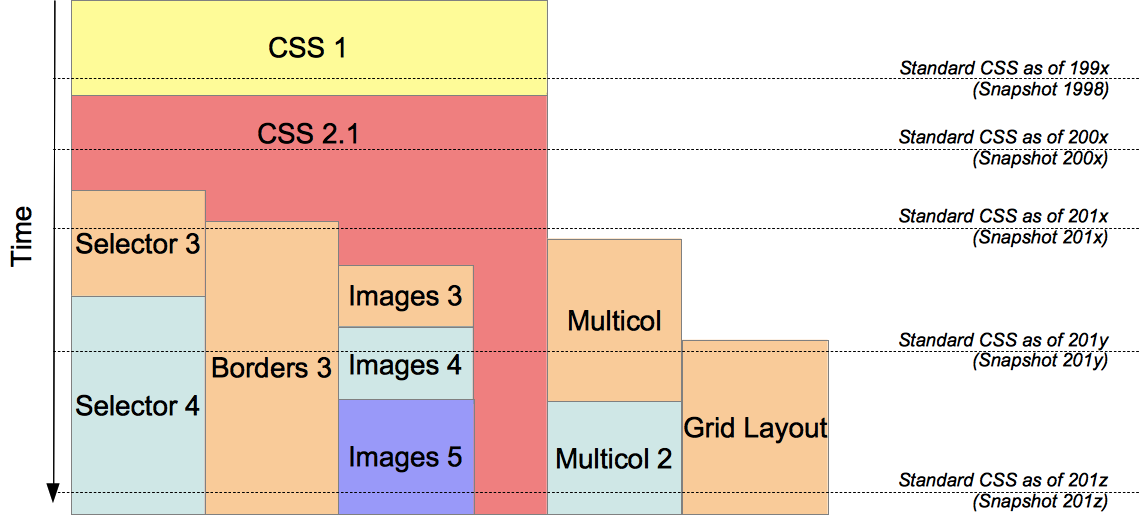 CSS 1
Standard CSS as of 199x
(Snapshot 1998)
CSS 2.1
Standard CSS as of 200x
(Snapshot 200x)
Time
Selector 3
Standard CSS as of 201x
(Snapshot 201x)
Images 3
Multicol
Standard CSS as of 201y
(Snapshot 201y)
Borders 3
Images 4
Selector 4
Grid Layout
Images 5
Multicol 2
Standard CSS as of 201z
(Snapshot 201z)